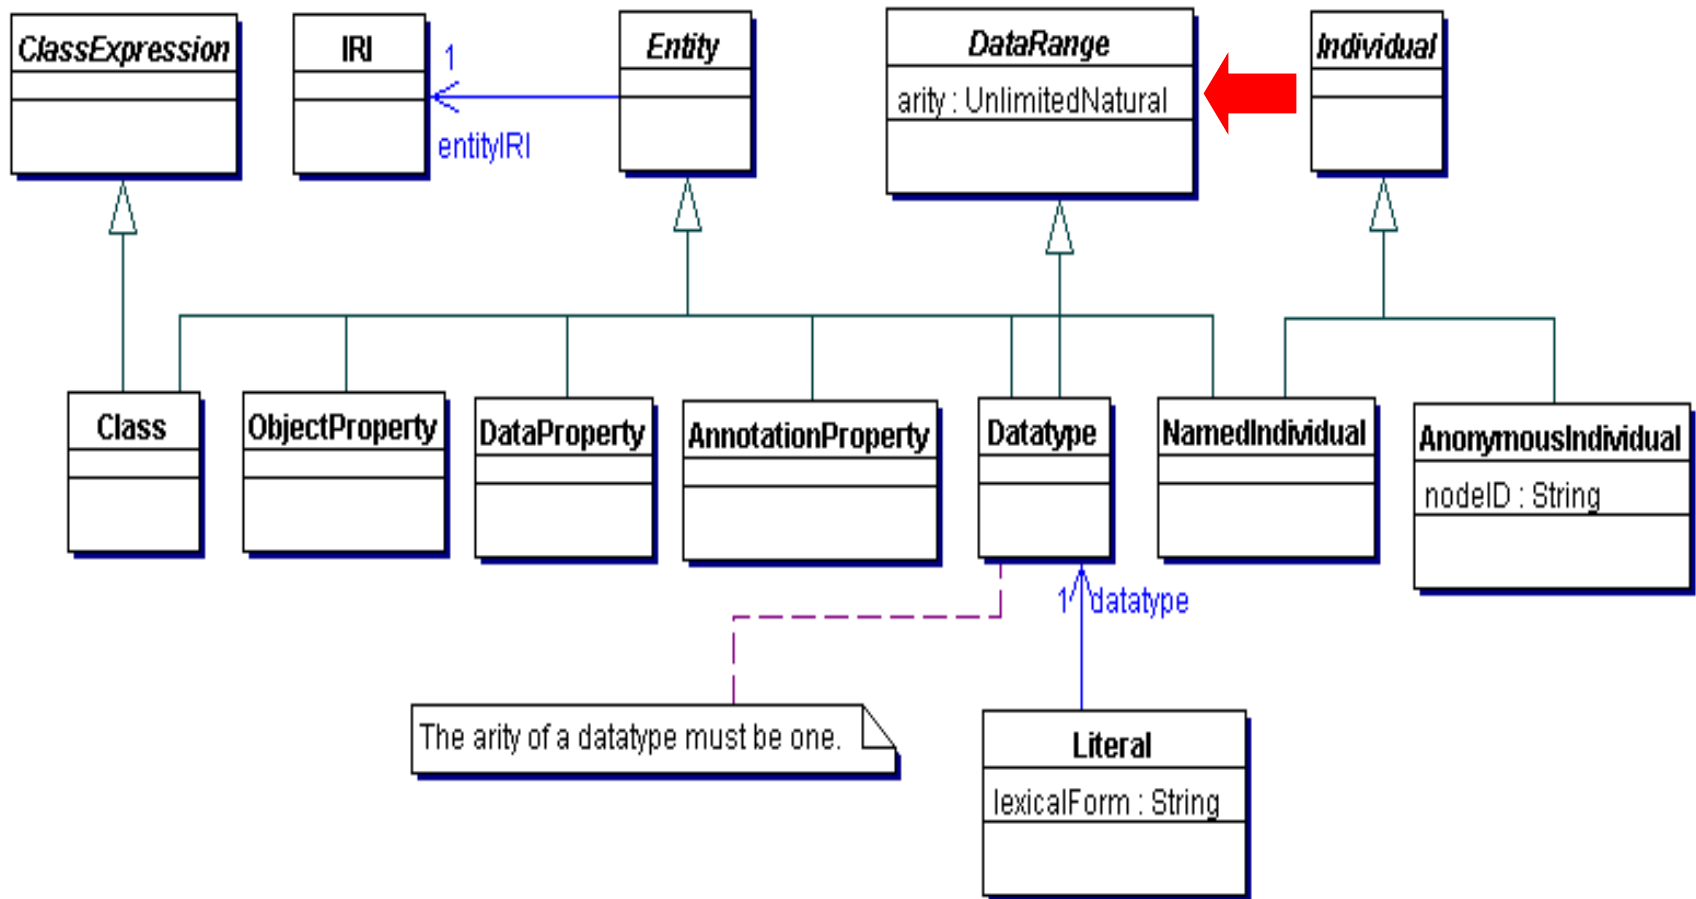 ClassExpression
IRI
1
entityIRI
Entity
DataRange
arity : UnlimitedNatural
Individual
Class
ObjectProperty
DataProperty
AnnotationProperty
Datatype
NamedIndividual
AnonymousIndividual
nodeID : String
1 datatype
The arity of a datatype must be one.
Literal
lexicalForm : String